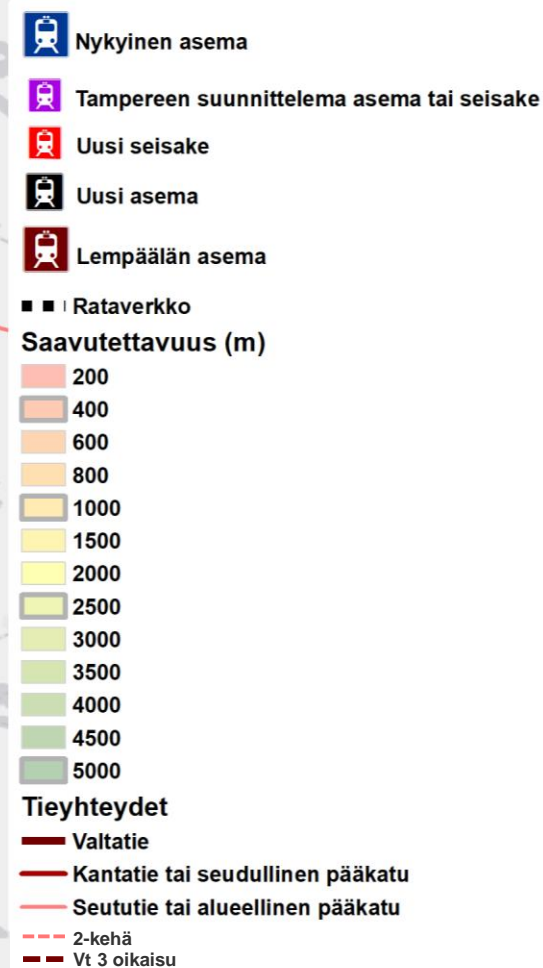 Nykyinen asema
Tampereen suunnittelema asema tai seisake
Uusi seisake
Uusi asema
Lempäälän asema
Rataverkko
Saavutettavuus (m)
200
400
600
800
1000
1500
2000
2500
3000
3500
4000
4500
5000
Tieyhteydet
Valtatie
Kantatie tai seudullinen pääkatu
Seututie tai alueellinen pääkatu
2-kehä
Vt 3 oikaisu